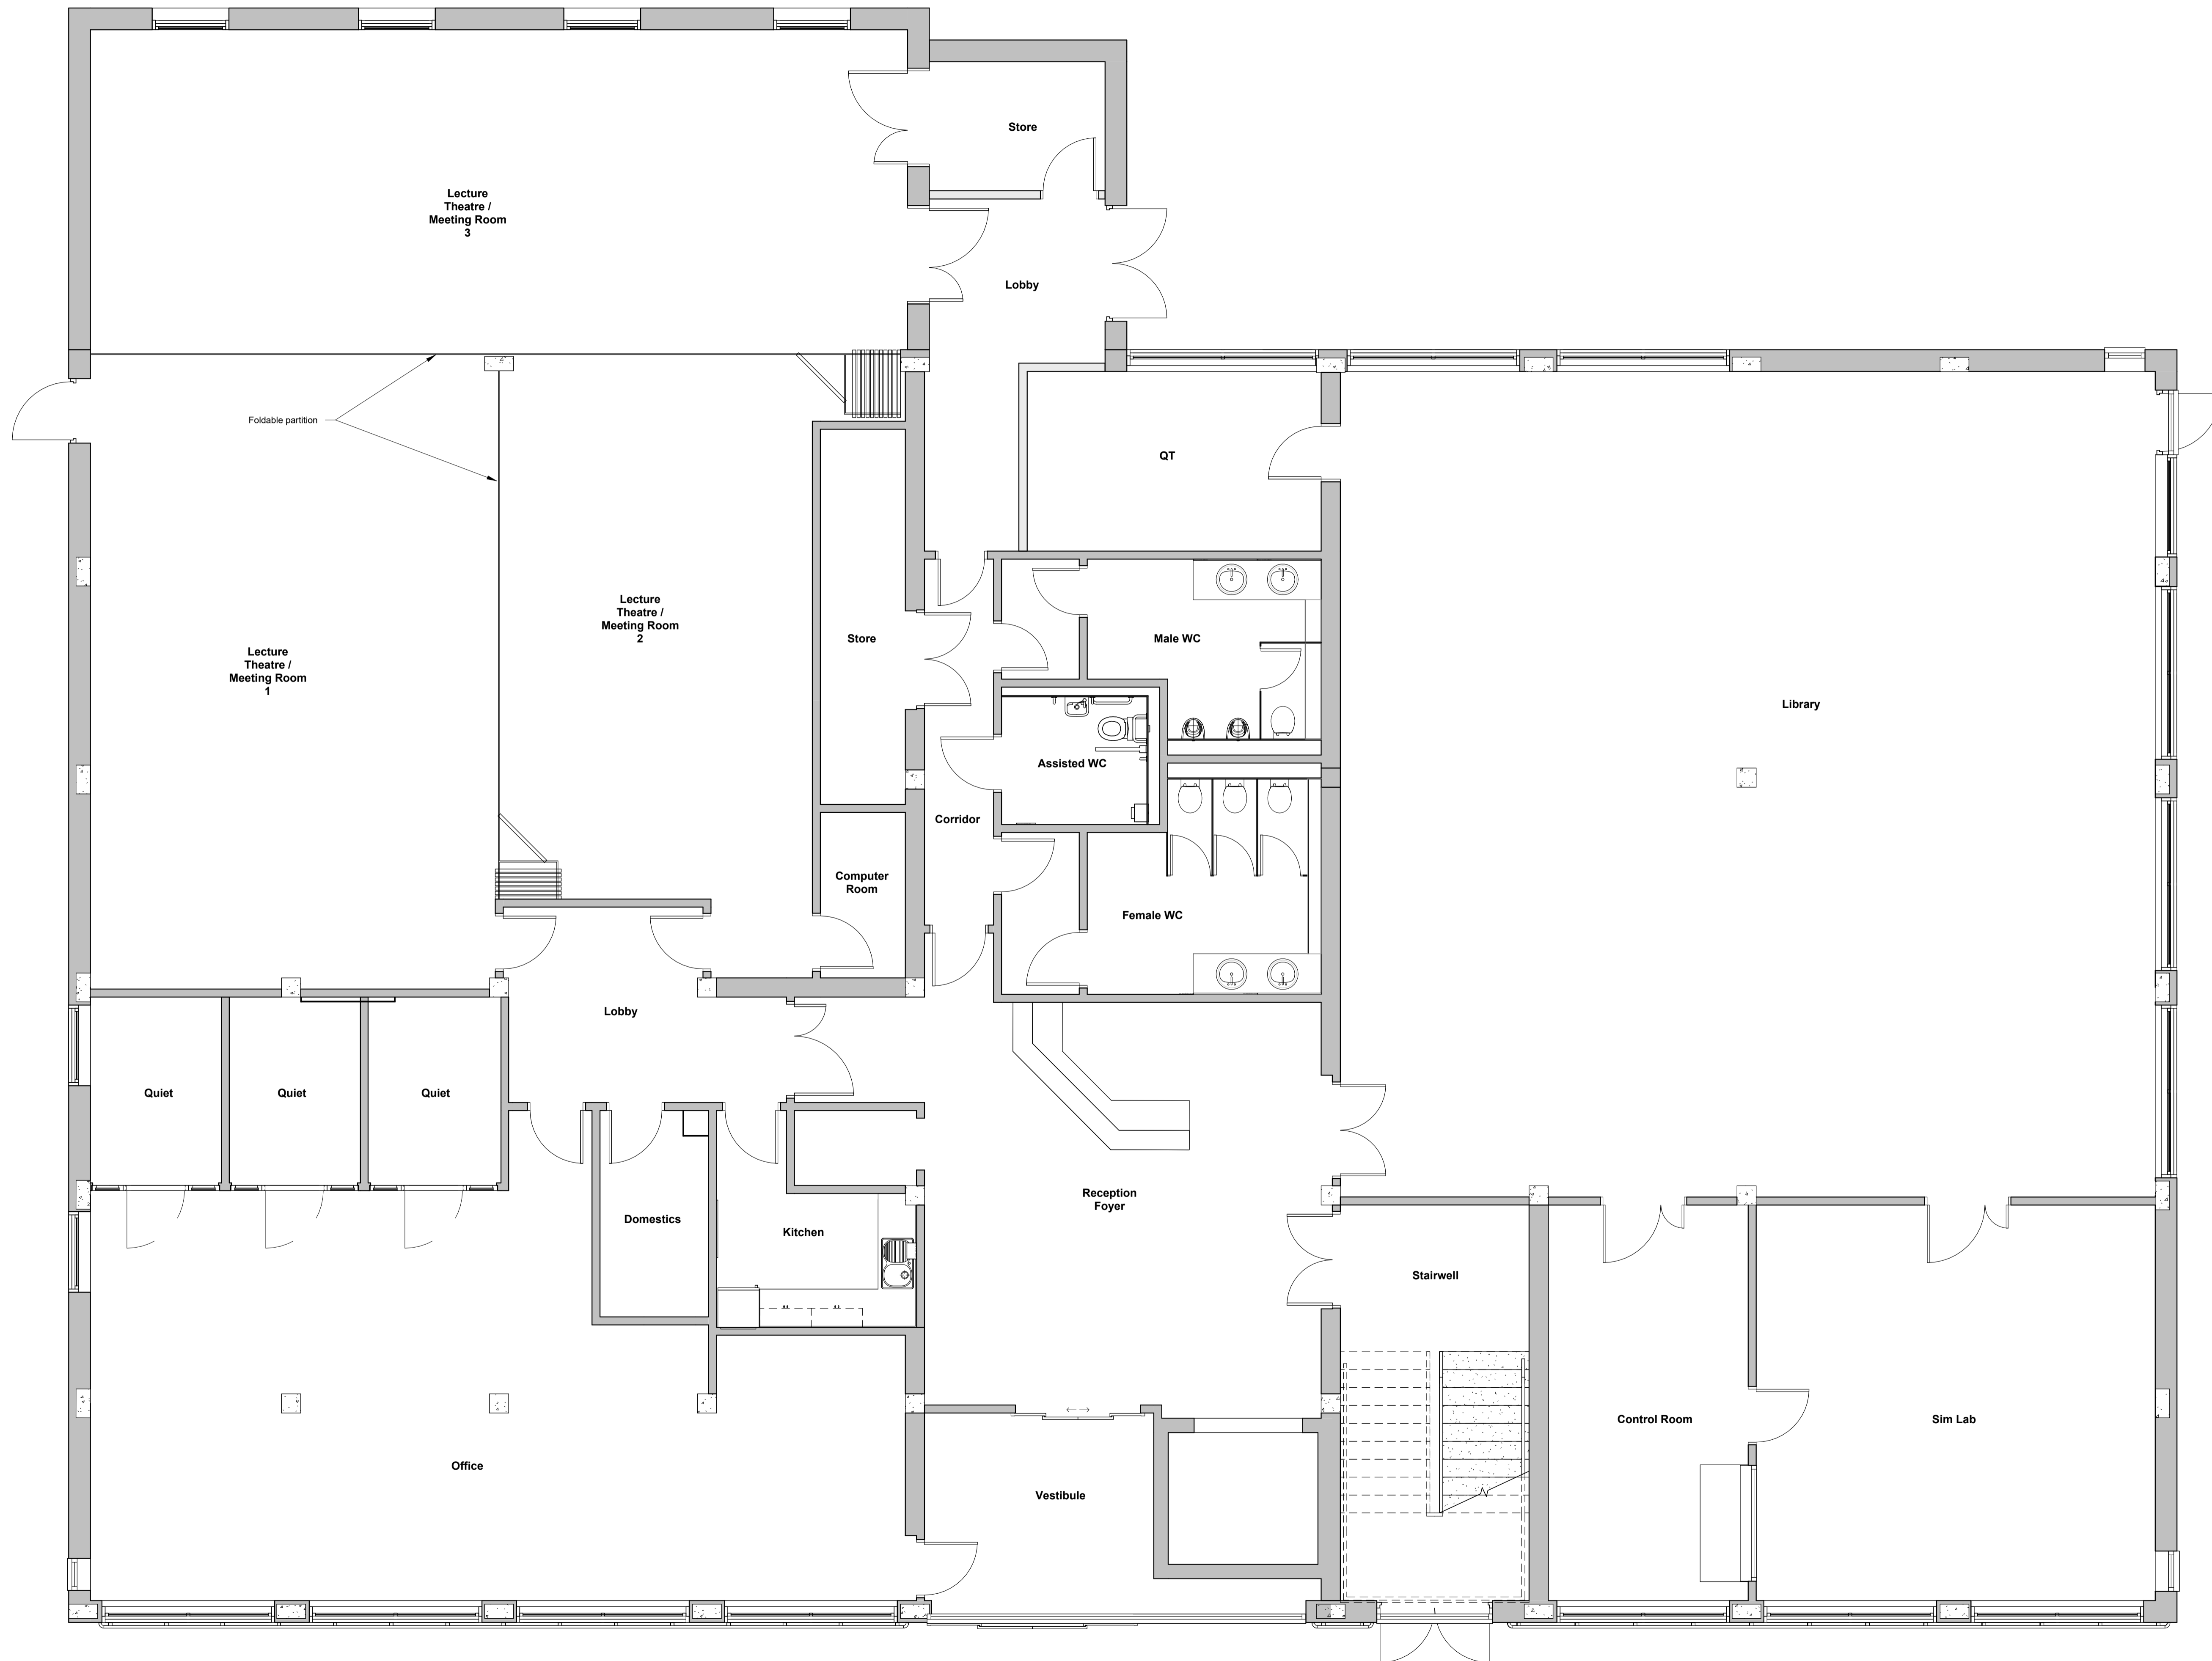 Store
Lecture
Theatre /
Meeting Room
3
Lobby
Foldable partition
QT
Lecture
Theatre /
Meeting Room
2
Store
Male WC
Lecture
Theatre /
Meeting Room
1
Library
Assisted WC
Corridor
Computer
Room
Female WC
Lobby
Quiet
Quiet
Quiet
Reception
Foyer
Domestics
Kitchen
Stairwell
Control Room
Sim Lab
Office
Vestibule